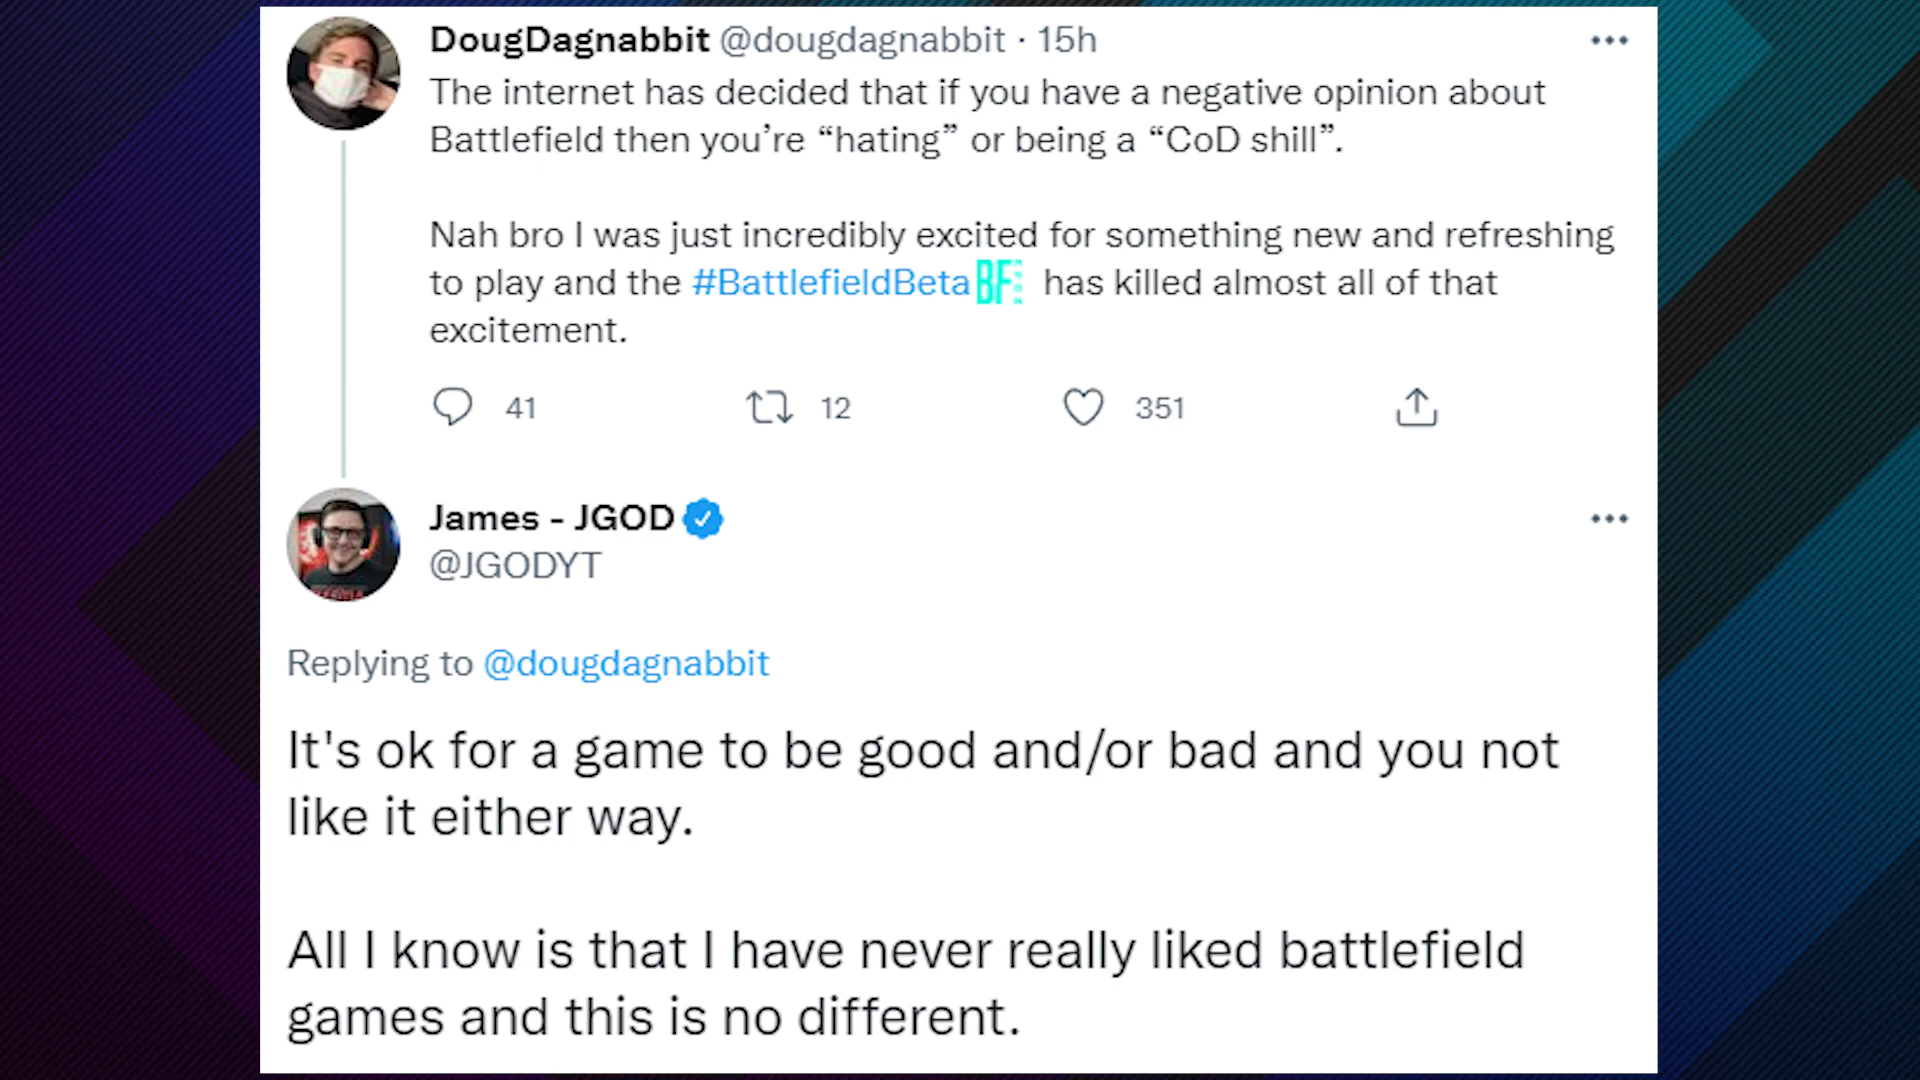 DougDagnabbit @dougdagnabbit · 15h
The internet has decided that if you have a negative opinion about
Battlefield then you’re “hating” or being a “CoD shill”.
Nah bro I was just incredibly excited for something new and refreshing
to play and the #BattlefieldBeta BF has killed almost all of that
excitement.
41 12 351
James - JGOD
@JGODYT
Replying to @dougdagnabbit
It's ok for a game to be good and/or bad and you not
like it either way.
All I know is that I have never really liked battlefield
games and this is no different.